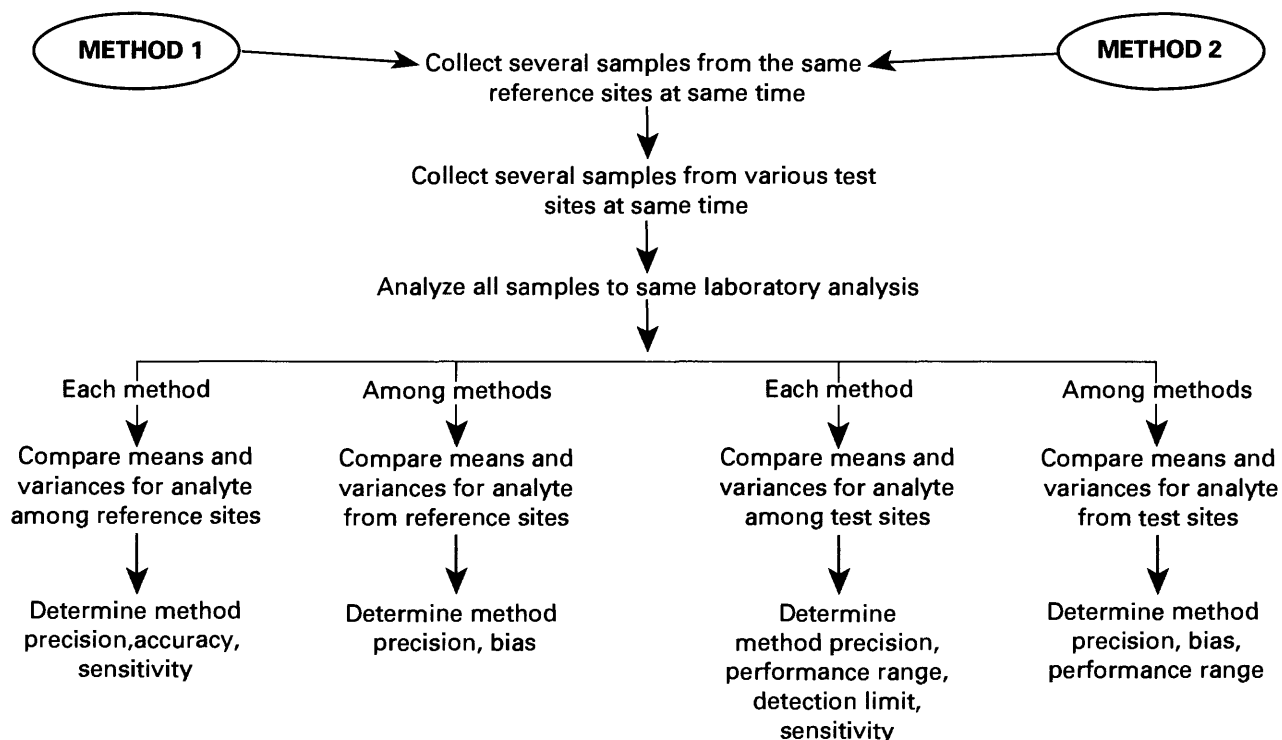 METHOD 1
METHOD 2
Collect several samples from the same
reference sites at same time
Collect several samples from various test
sites at same time
Analyze all samples to same laboratory analysis
Each method
Compare means and
variances for analyte
among reference sites
Determine method
precision,accuracy,
sensitivity
Among methods
Compare means and
variances for analyte
from reference sites
Determine method
precision, bias
Each method
Compare means and
variances for analyte
among test sites
Determine
method precision,
performance range,
detection limit,
sensitivity
Among methods
Compare means and
variances for analyte
from test sites
Determine method
precision, bias,
performance range